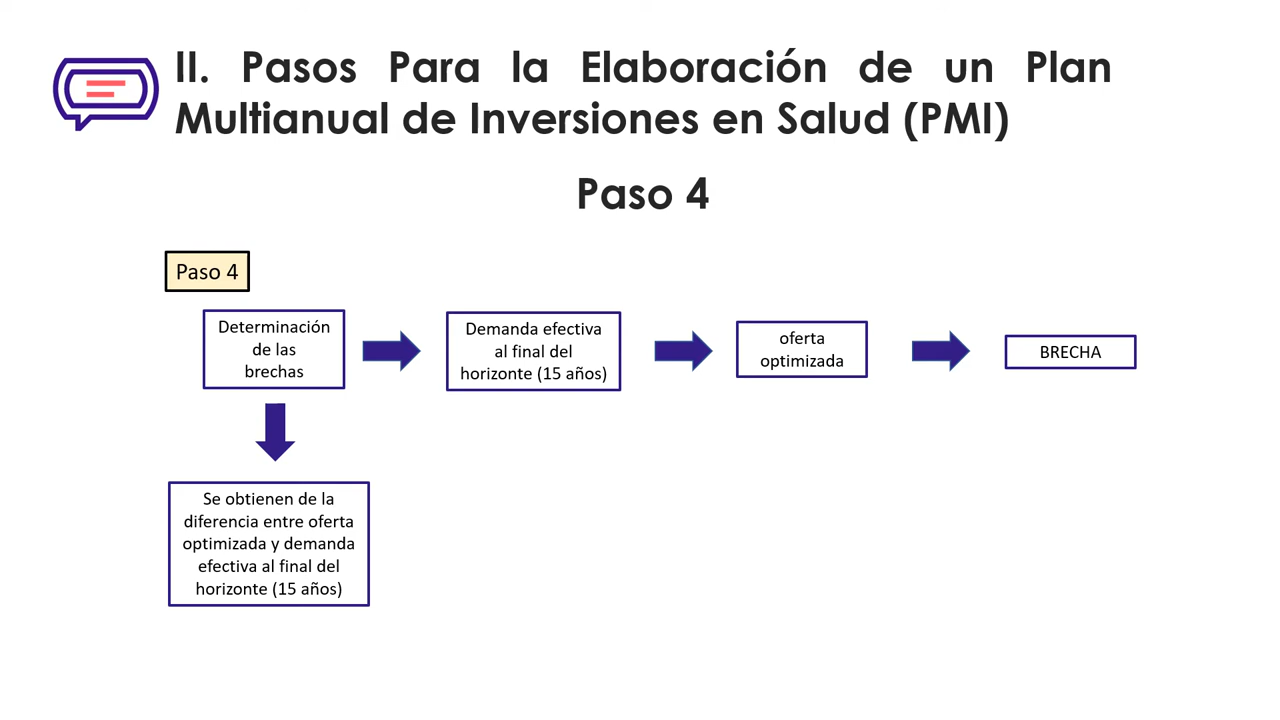 II. Pasos Para la Elaboración de un Plan
Multianual de Inversiones en Salud (PMI)
Paso 4
Paso 4
Determinación
de las
brechas
Demanda efectiva
al final del
horizonte (15 años)
oferta
optimizada
BRECHA
Se obtienen de la
diferencia entre oferta
optimizada y demanda
efectiva al final del
horizonte (15 años)